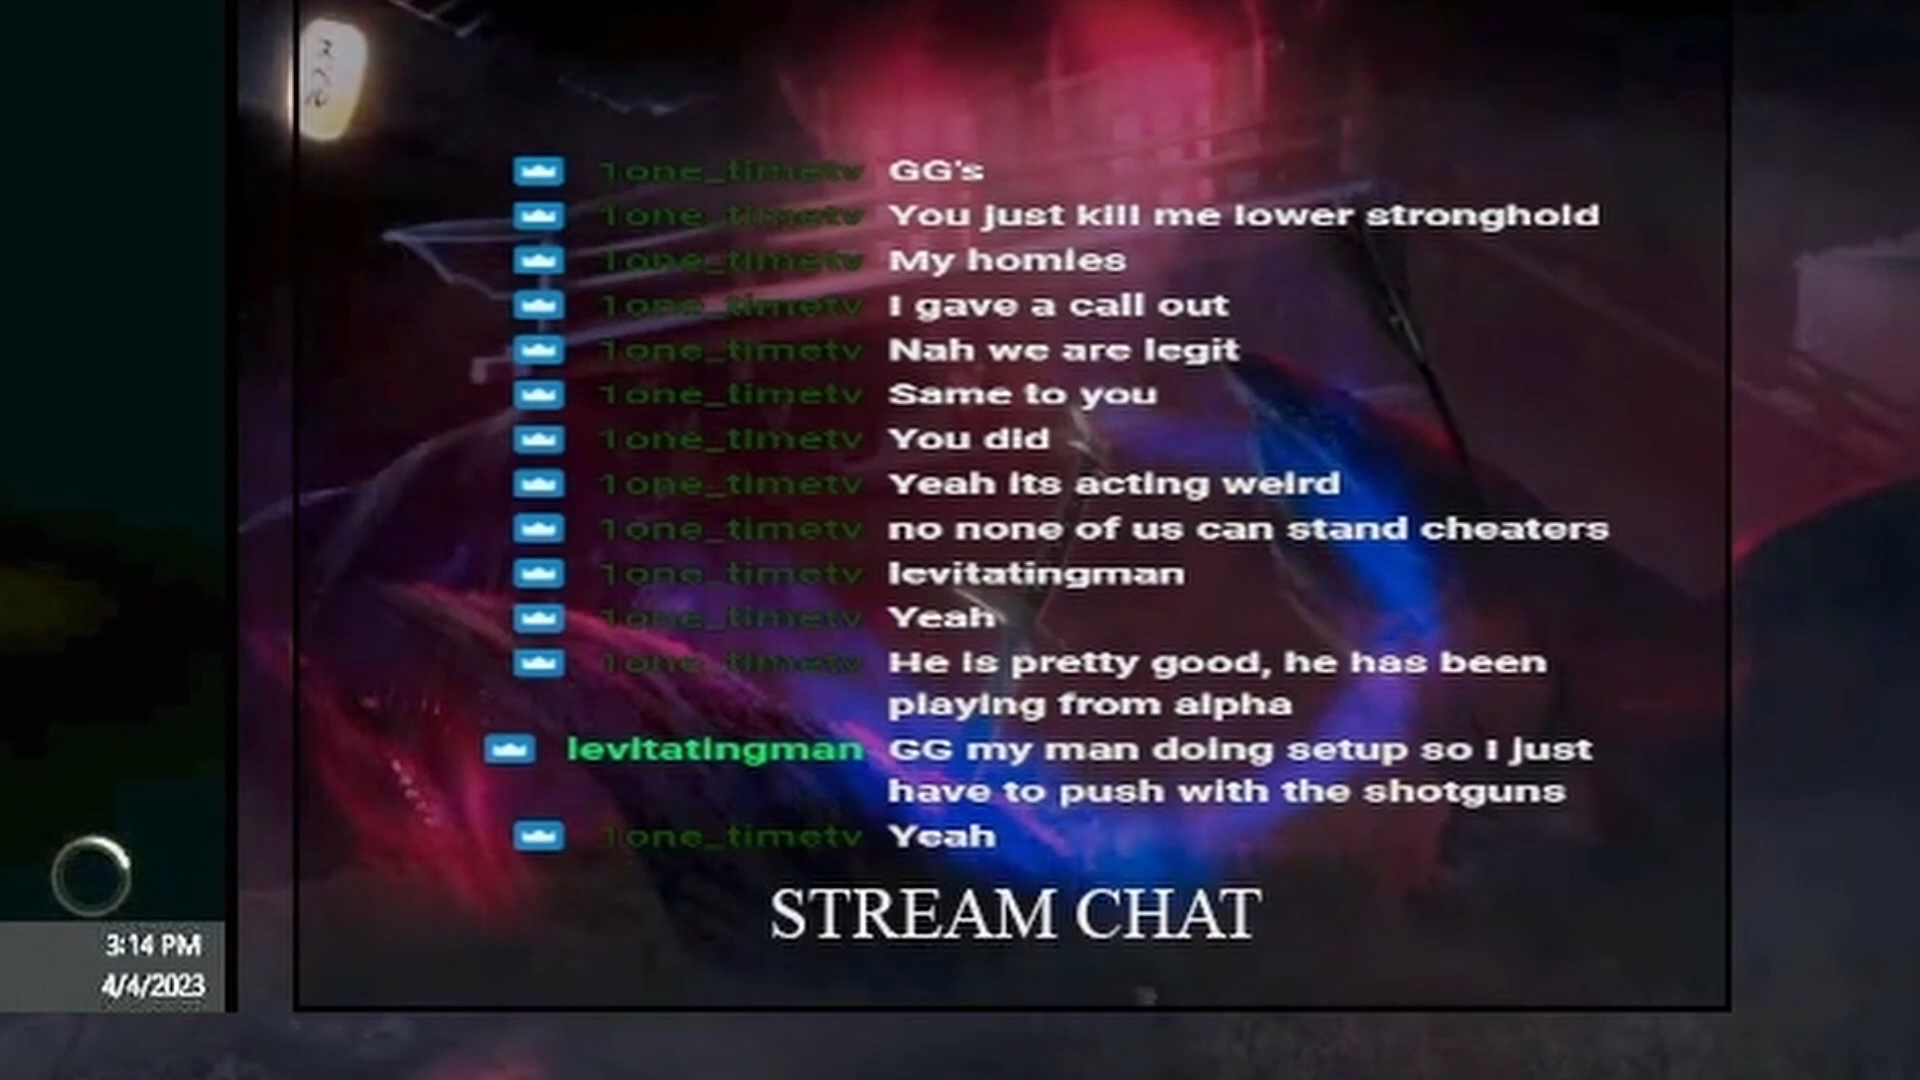 1one_timetv GG's
1one_timetv You just kill me lower stronghold
1one_timetv My homies
1one_timetv I gave a call out
1one_timetv Nah we are legit
1one_timetv Same to you
1one_timetv You did
1one_timetv Yeah its acting weird
1one_timetv no none of us can stand cheaters
1one_timetv levitatingman
1one_timetv Yeah
1one_timetv He is pretty good, he has been
playing from alpha
levitatingman GG my man doing setup so I just
have to push with the shotguns
1one_timetv Yeah
STREAM CHAT
3:14 PM
4/4/2023